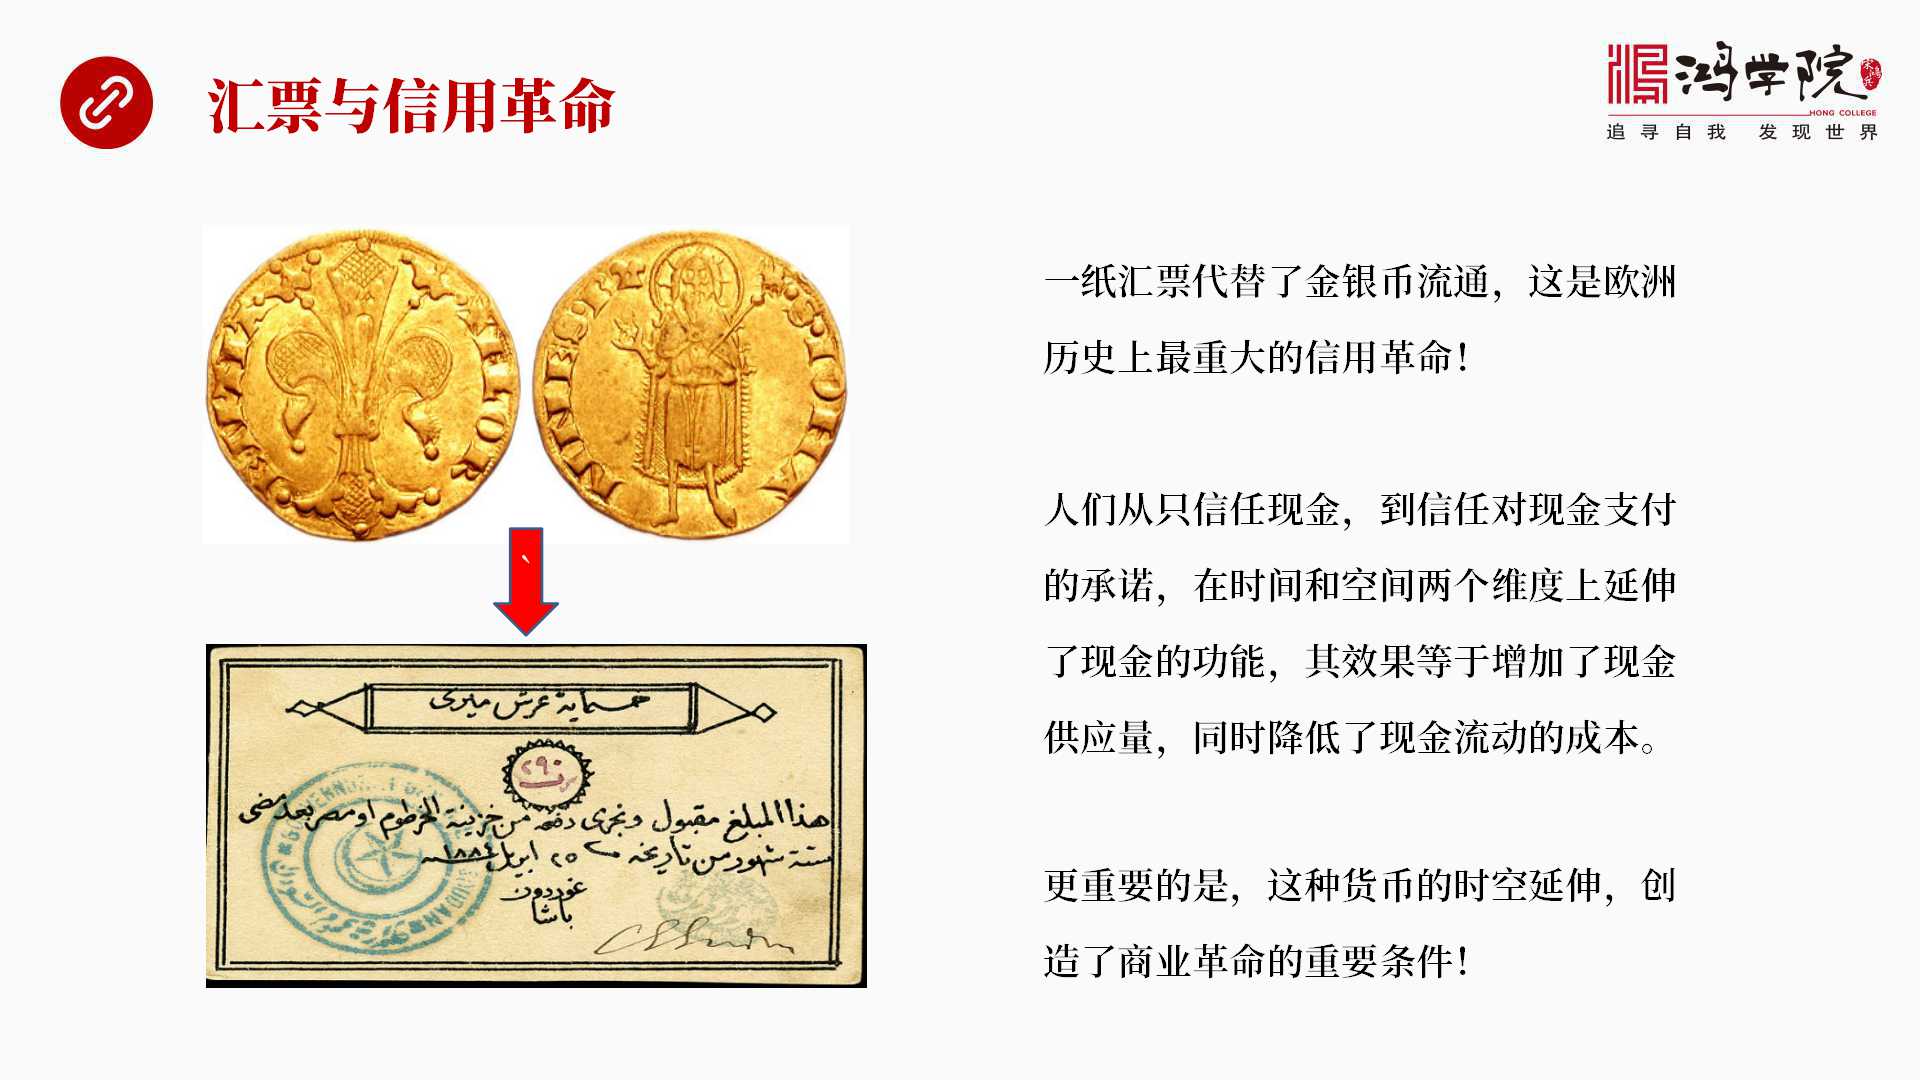 汇票与信用革命
鸿学院
HONG COLLEGE
追寻自我 发现世界
一纸汇票代替了金银币流通，这是欧洲
历史上最重大的信用革命！
人们从只信任现金，到信任对现金支付
的承诺，在时间和空间两个维度上延伸
了现金的功能，其效果等于增加了现金
供应量，同时降低了现金流动的成本。
更重要的是，这种货币的时空延伸，创
造了商业革命的重要条件！
خمسماية غرش ميرى
هذا المبلغ مقبول ونجرى دفعه من خزينة الخرطوم او مصر بعد مضى
ستة شهور من تاريخه ٢٥ ابريل ١٨٨٤
غوردون
باشا